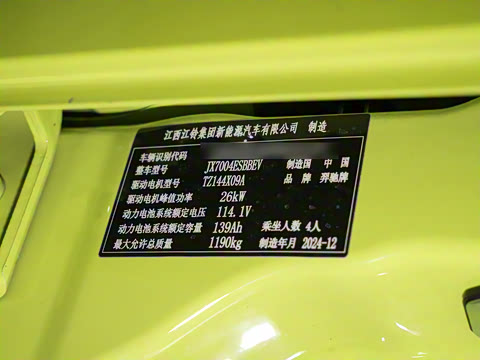 江西江铃集团新能源汽车有限公司 制造
车辆识别代码
整车型号 JX7004ESBBEV 制造国 中国
驱动电机型号 TZ144X09A 品牌 羿驰牌
驱动电机峰值功率 26kW
动力电池系统额定电压 114.1V
动力电池系统额定容量 139Ah 乘坐人数 4人
最大允许总质量 1190kg 制造年月 2024-12